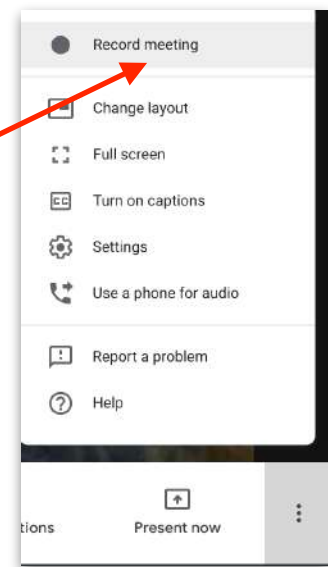 Record meeting
Change layout
Full screen
CC
Turn on captions
Settings
Use a phone for audio
Report a problem
Help
tions
Present now